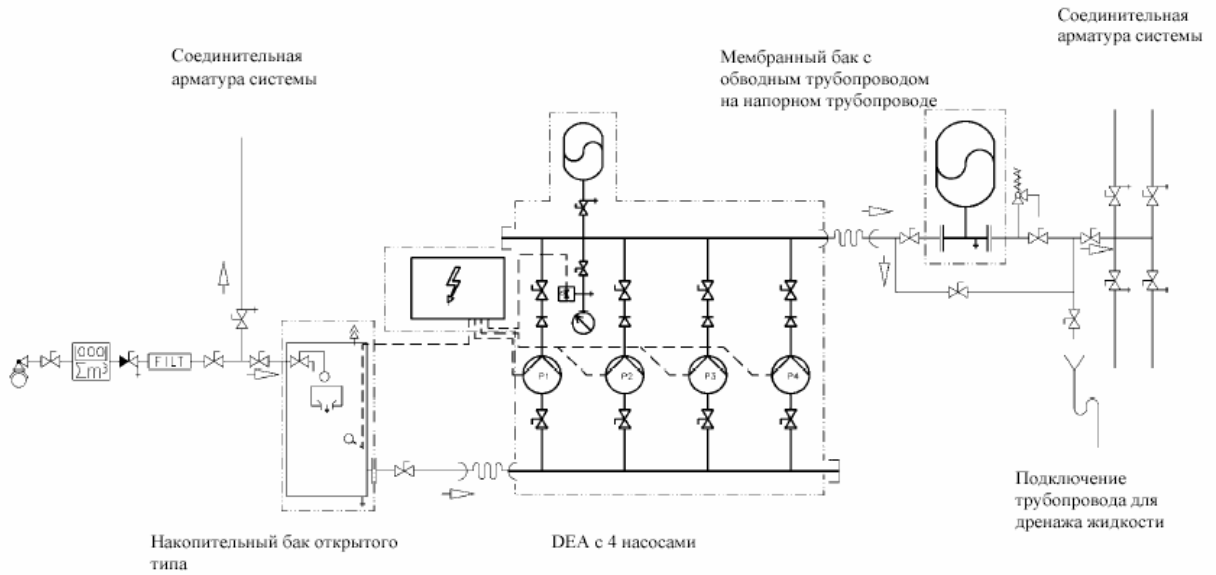 Соединительная
арматура системы
Соединительная
арматура системы
Мембранный бак с
обводным трубопроводом
на напорном трубопроводе
000
Σm³
FILT
P1
P2
P3
P4
Подключение
трубопровода для
дренажа жидкости
Накопительный бак открытого
типа
DEA с 4 насосами